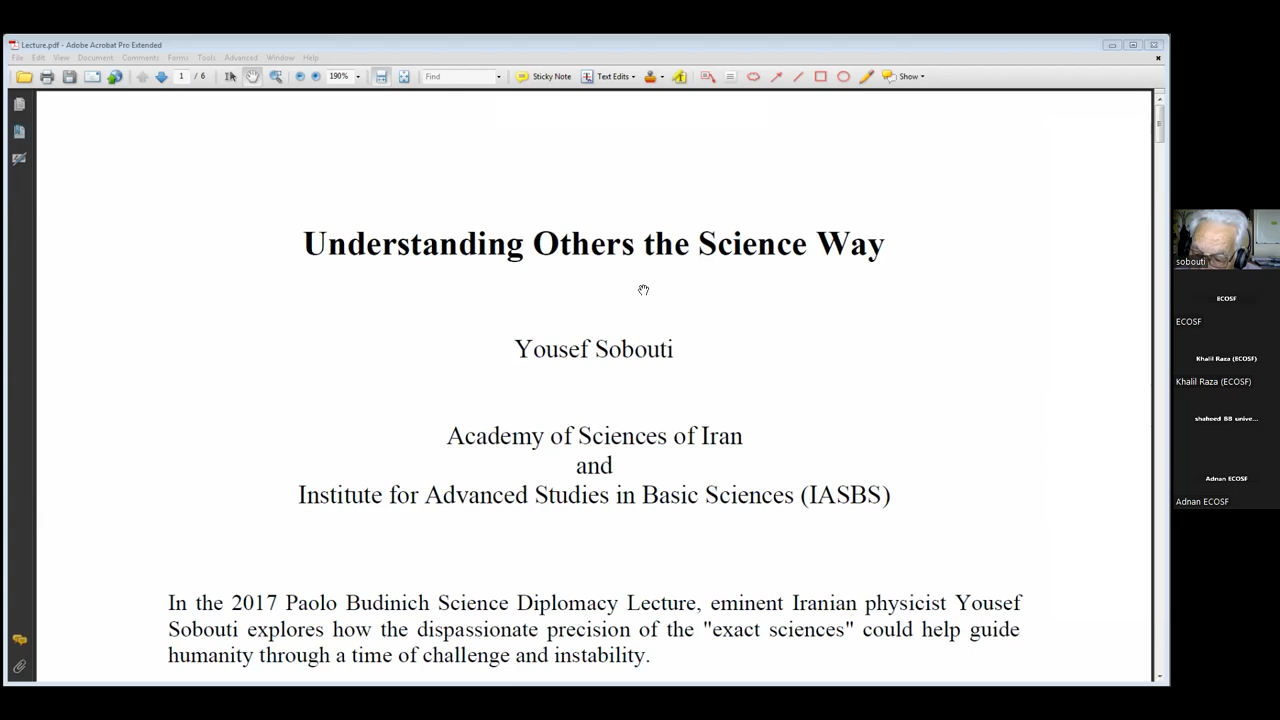 Lecture.pdf - Adobe Acrobat Pro Extended
File Edit View Document Comments Forms Tools Advanced Window Help
1 / 6 190% Find Sticky Note Text Edits Show
Understanding Others the Science Way
Yousef Sobouti
Academy of Sciences of Iran
and
Institute for Advanced Studies in Basic Sciences (IASBS)
In the 2017 Paolo Budinich Science Diplomacy Lecture, eminent Iranian physicist Yousef
Sobouti explores how the dispassionate precision of the "exact sciences" could help guide
humanity through a time of challenge and instability.
sobouti
ECOSF
ECOSF
Khalil Raza (ECOSF)
Khalil Raza (ECOSF)
shaheed BB unive...
Adnan ECOSF
Adnan ECOSF